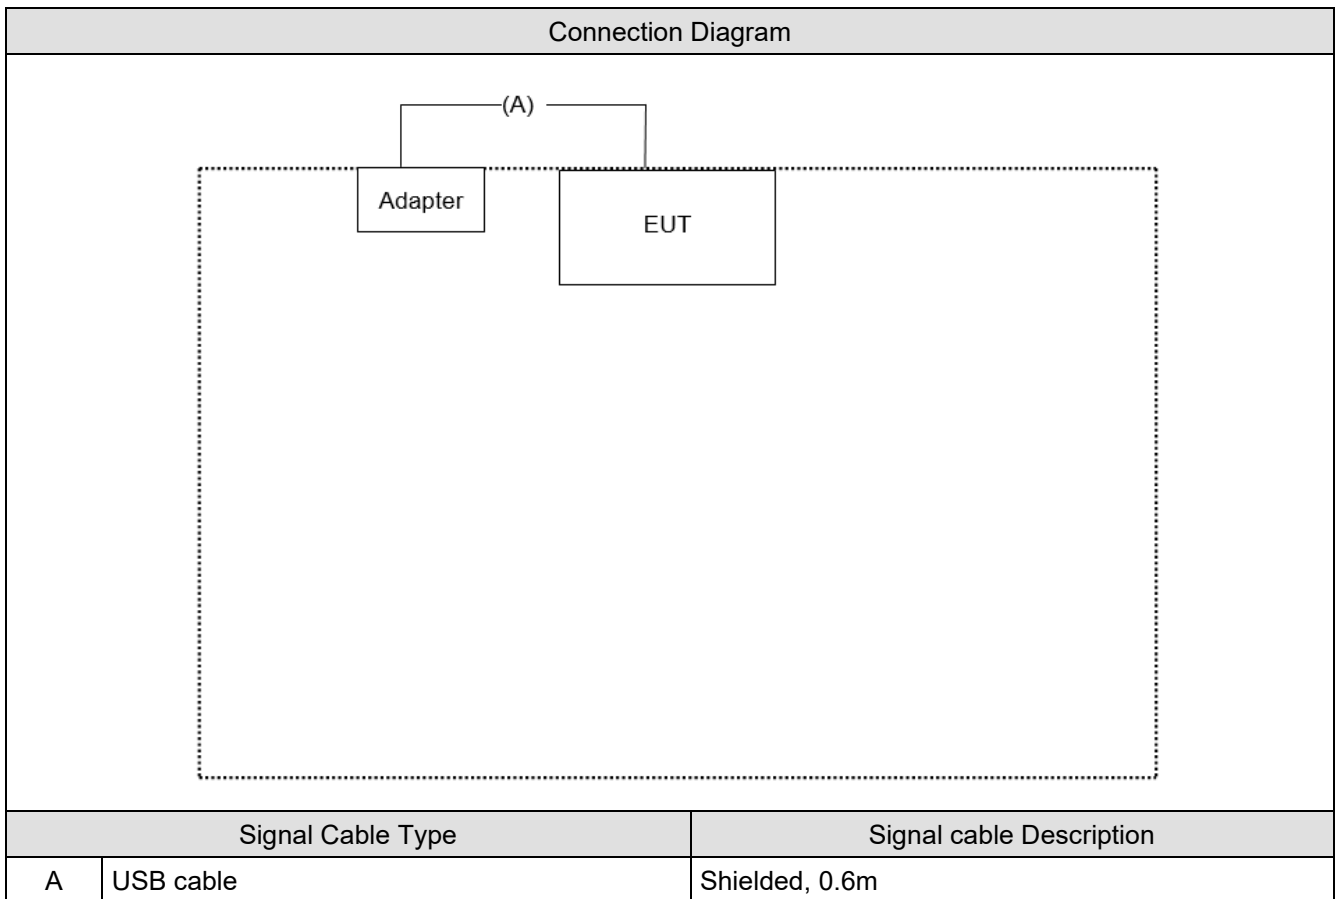 Connection Diagram
(A)
Adapter
EUT
Signal Cable Type Signal cable Description
A USB cable Shielded, 0.6m